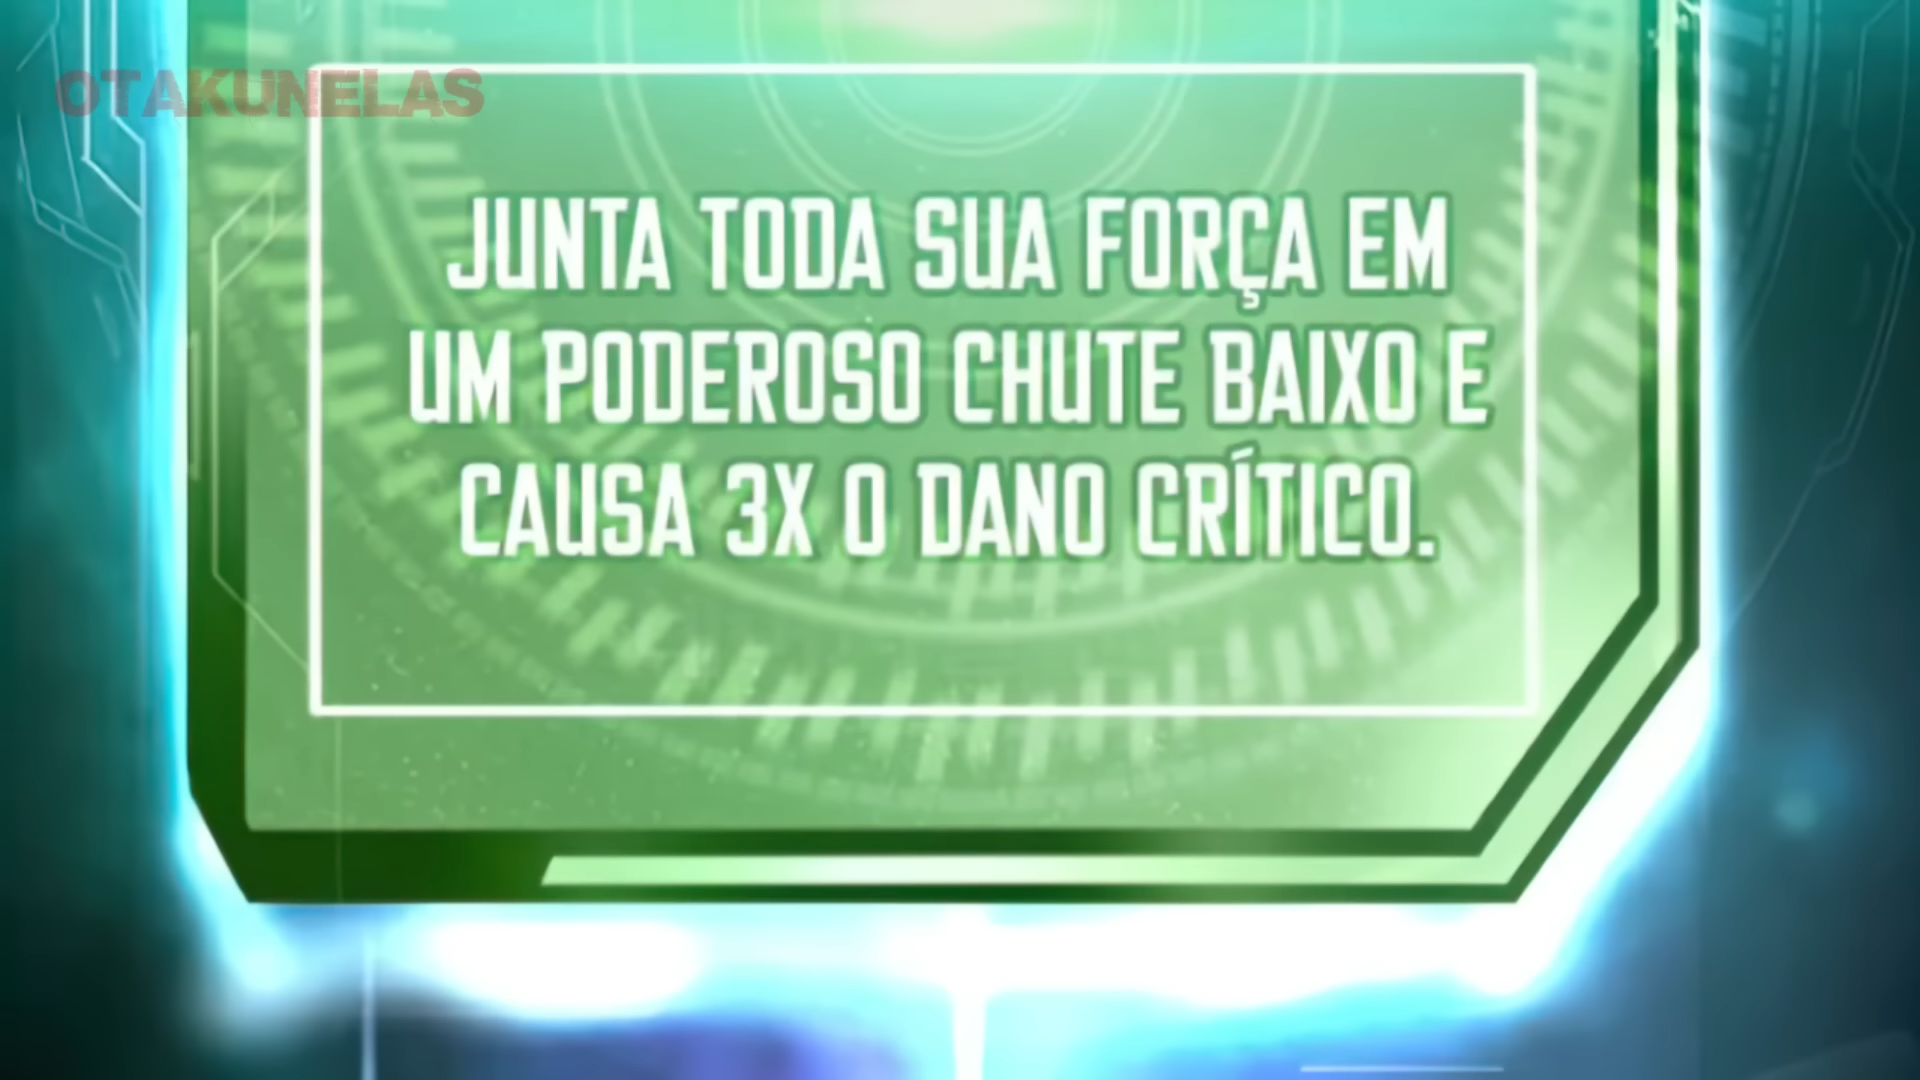 OTAKUNELAS
JUNTA TODA SUA FORÇA EM
UM PODEROSO CHUTE BAIXO E
CAUSA 3X O DANO CRÍTICO.